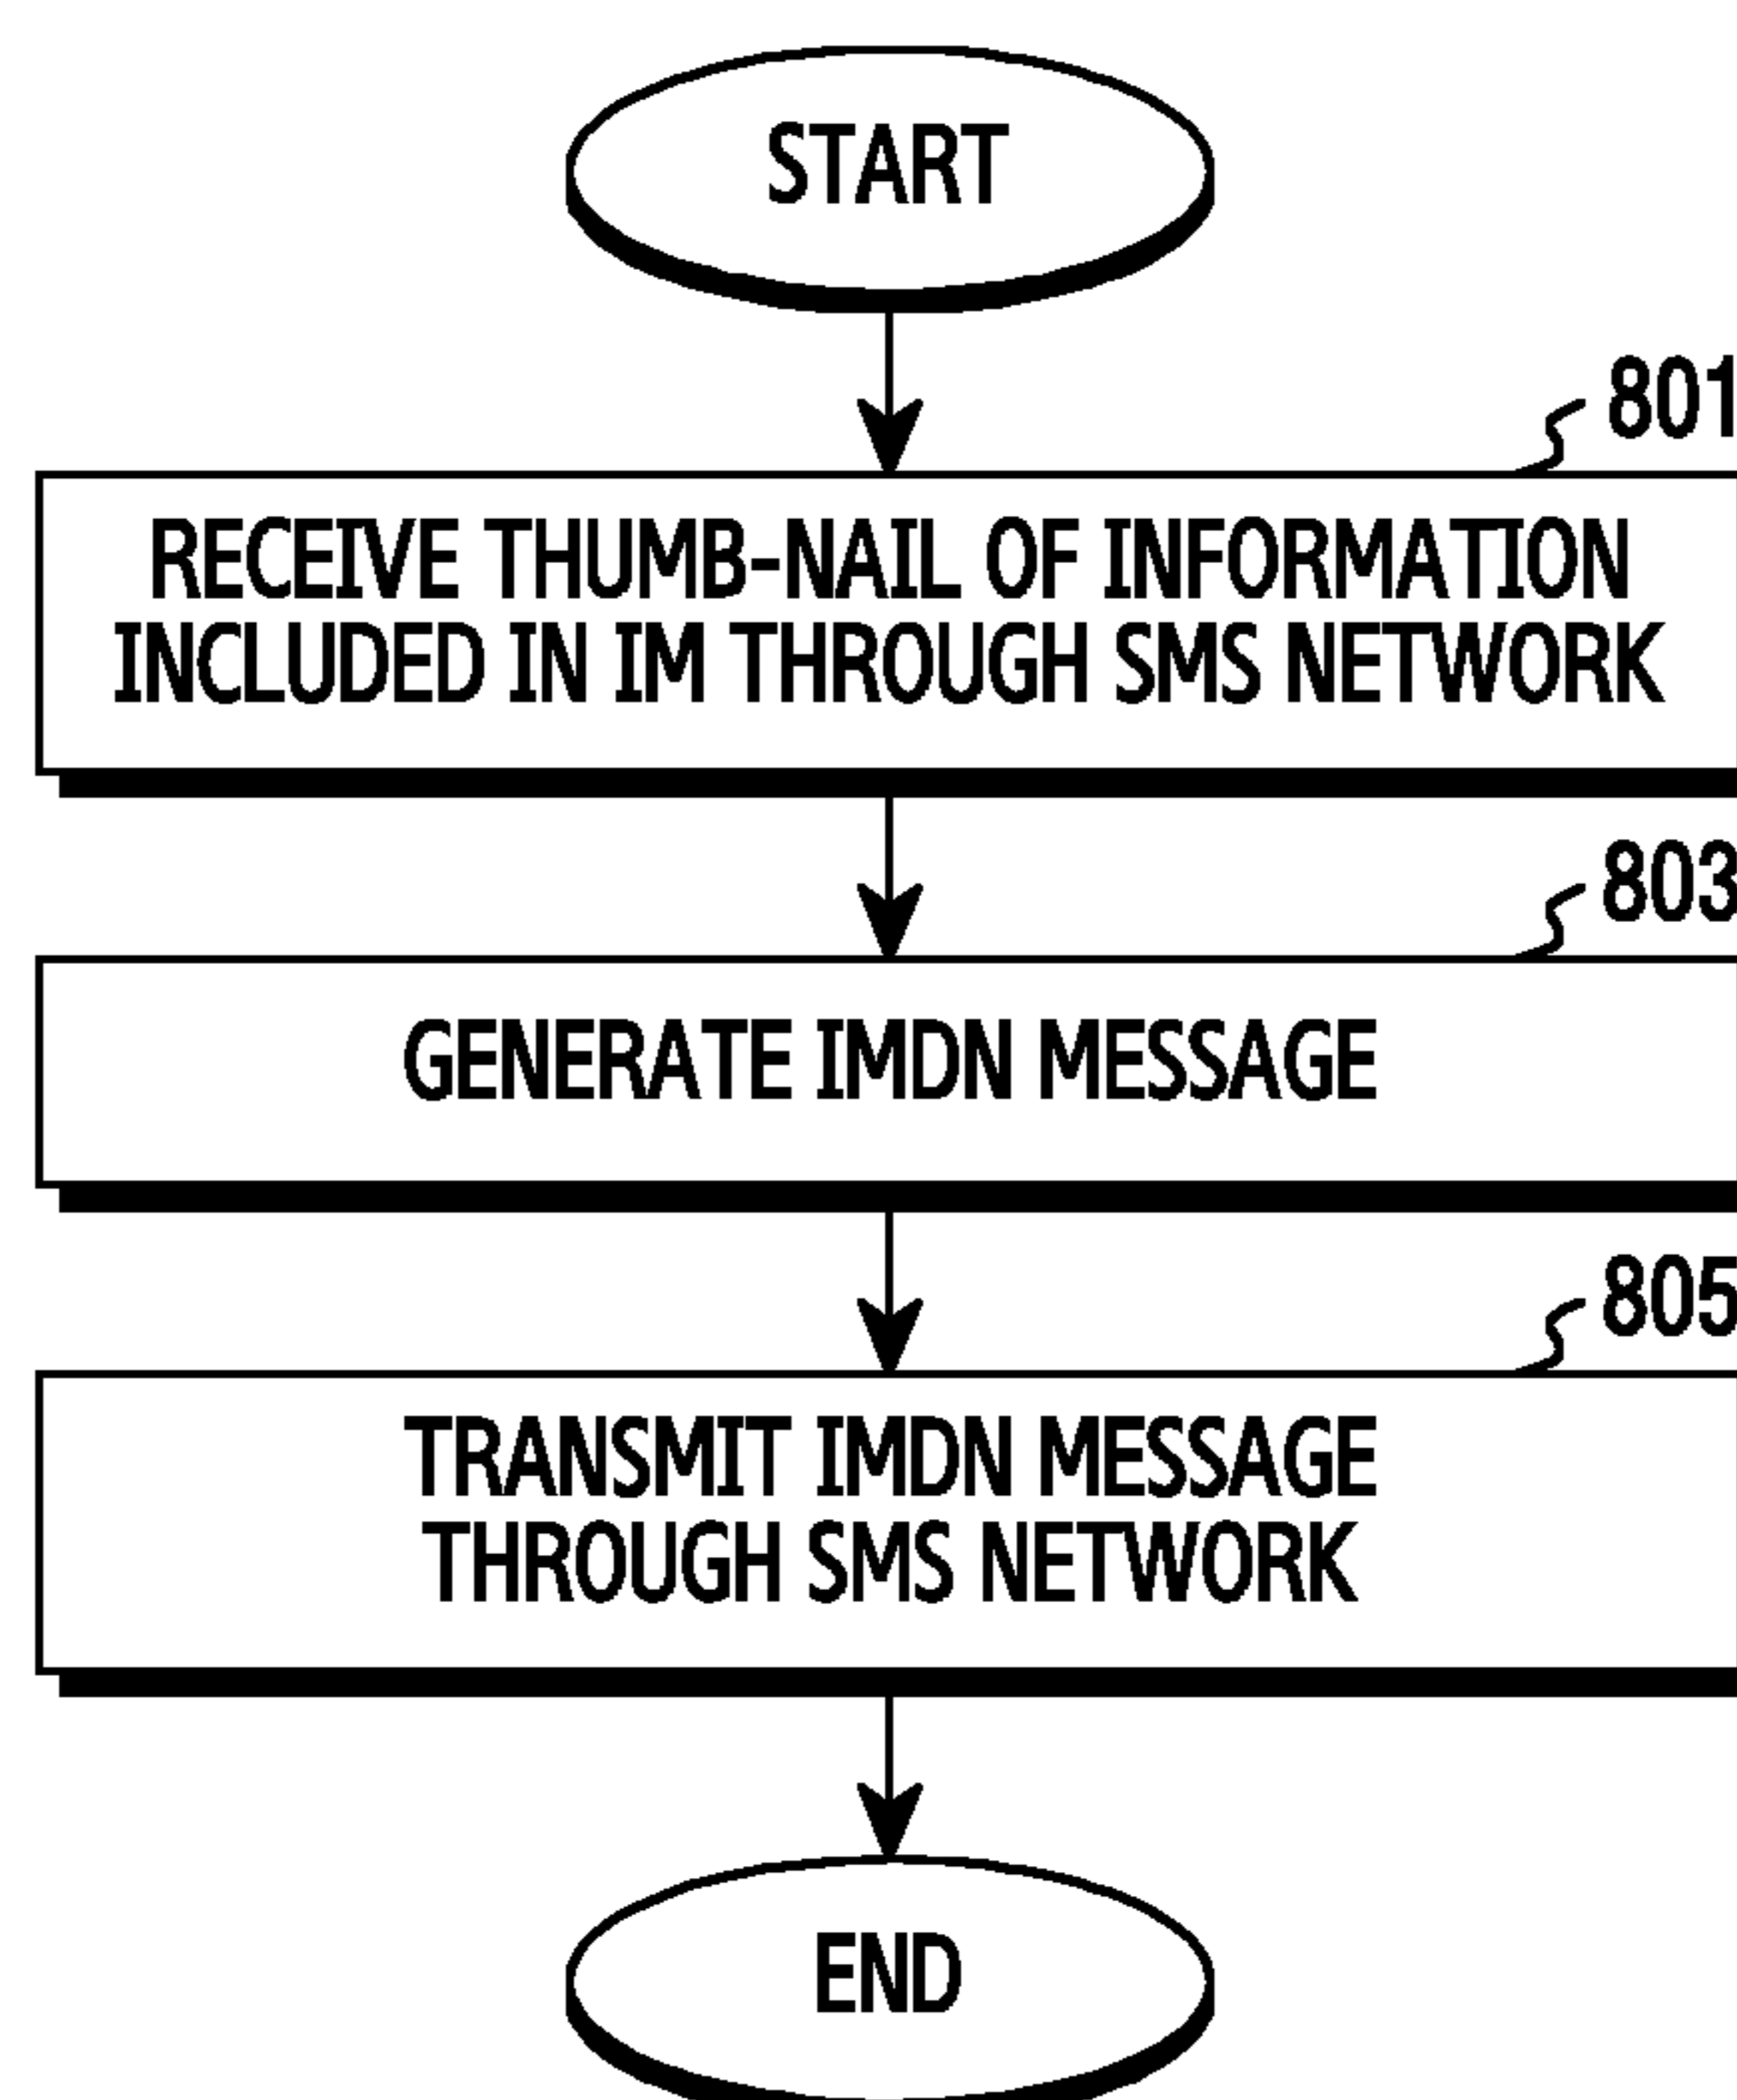 START
801
RECEIVE THUMB-NAIL OF INFORMATION
INCLUDED IN IM THROUGH SMS NETWORK
803
GENERATE IMDN MESSAGE
805
TRANSMIT IMDN MESSAGE
THROUGH SMS NETWORK
END